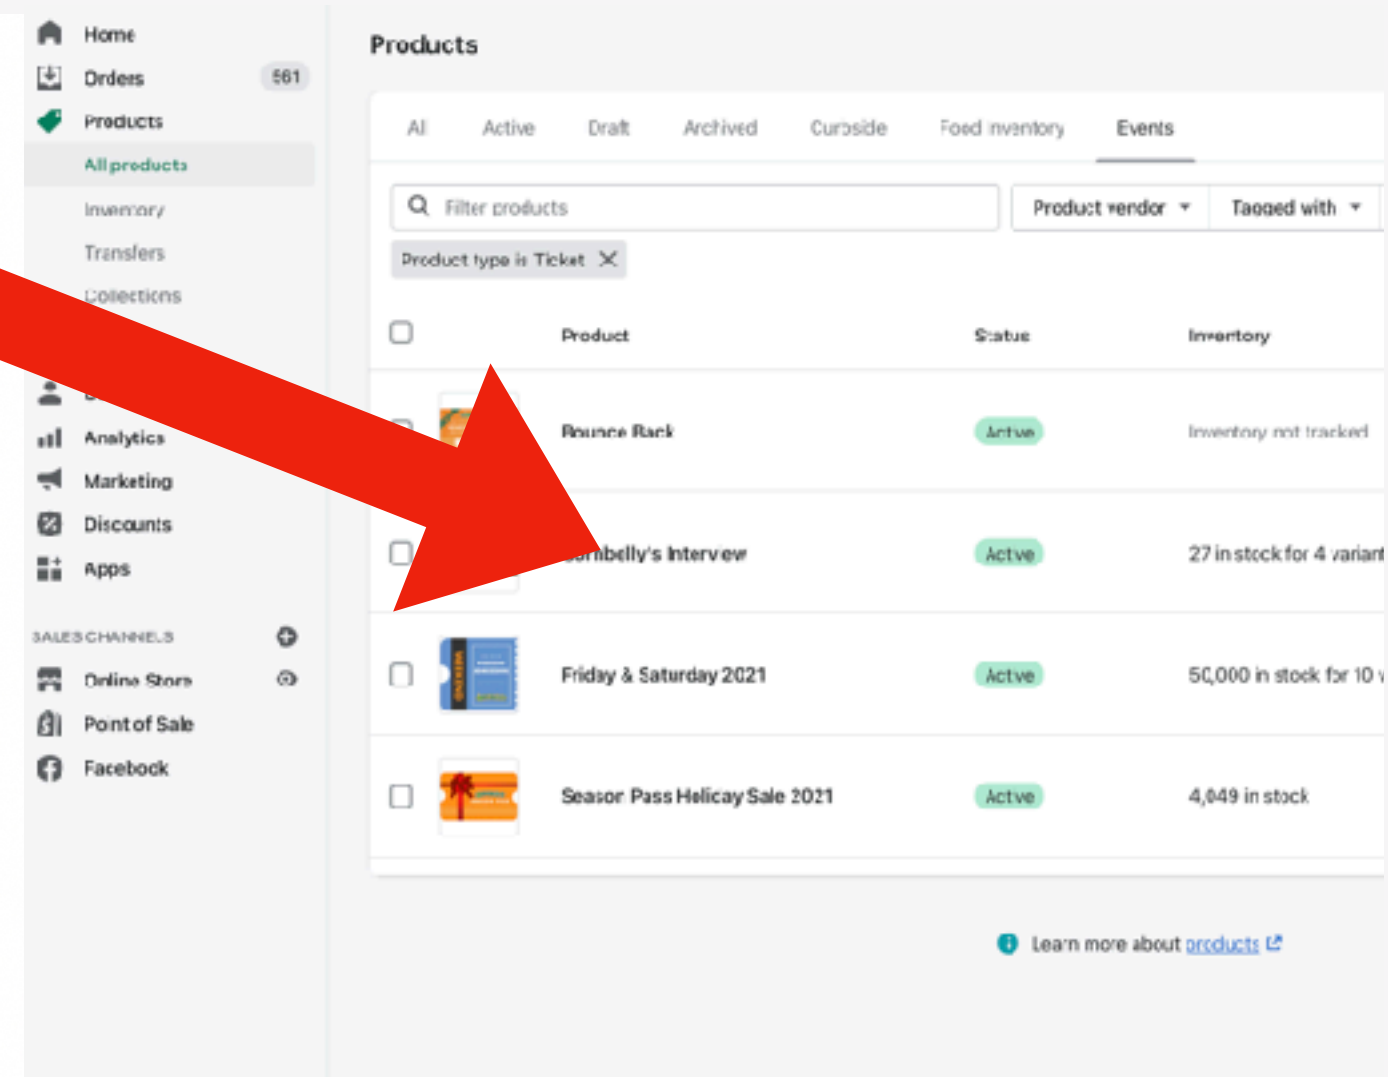 Home
Orders 561
Products
All products
Inventory
Transfers
Collections
Analytics
Marketing
Discounts
Apps
SALES CHANNELS
Online Store
Point of Sale
Facebook
Products
All Active Draft Archived Curbside Food Inventory Events
Filter products Product vendor Tagged with
Product type is Ticket
Product Status Inventory
Bounce Back Active Inventory not tracked
Interview Active 27 in stock for 4 variant
WEEKEND Friday & Saturday 2021 Active 50,000 in stock for 10
Season Pass Holiday Sale 2021 Active 4,049 in stock
Learn more about products